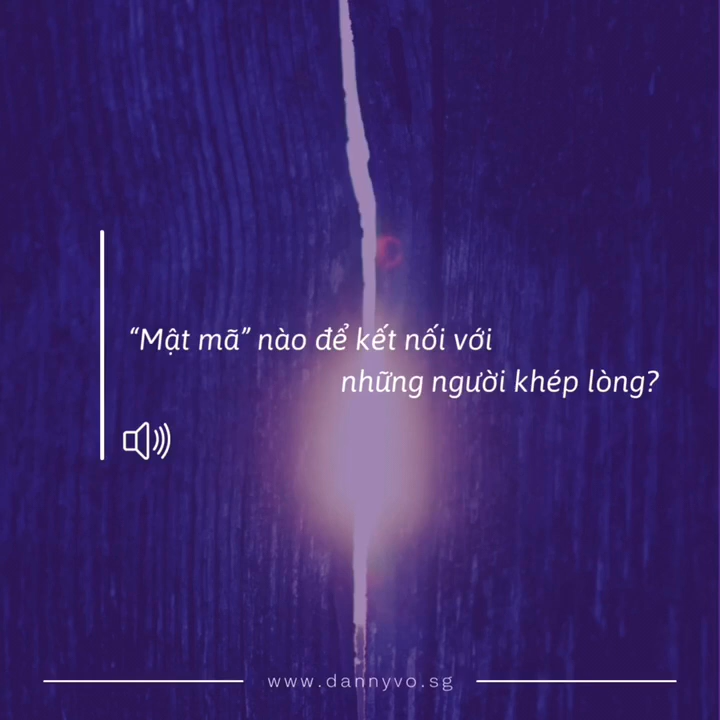 “Mật mã” nào để kết nối với
những người khép lòng?
www.dannyvo.sg